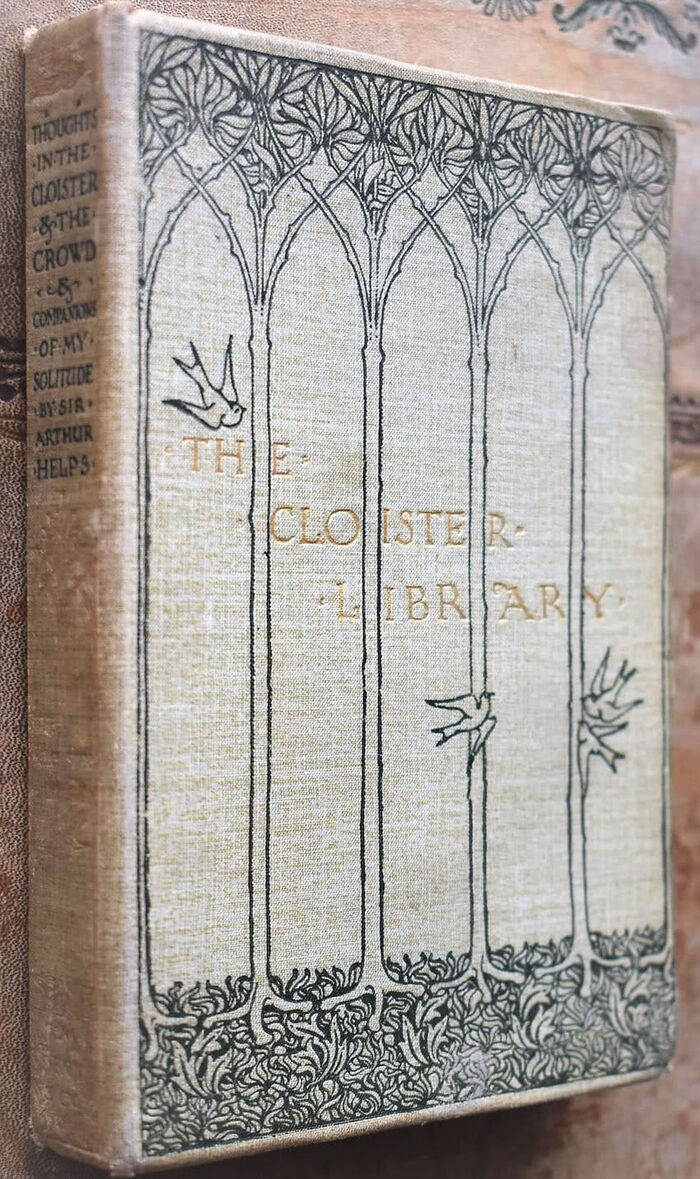 THOUGHTS
·IN·THE·
CLOISTER
·&·THE·
CROWD
·&·
COMPANIONS
·OF·MY·
SOLITUDE
·BY·SIR·
ARTHUR
·HELPS·
·THE·
·CLOISTER·
·LIBRARY·